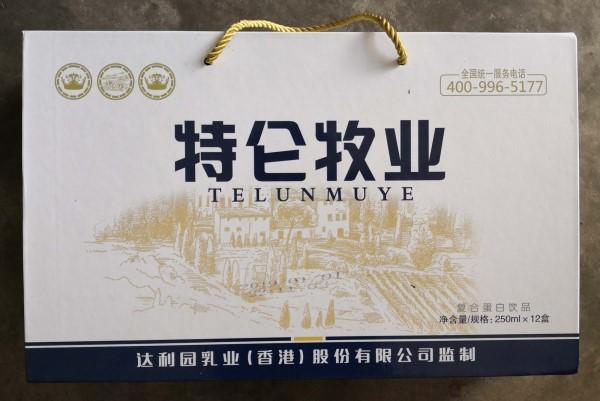 全国统一服务电话
400-996-5177
特仑牧业
TELUNMUYE
复合蛋白饮品
净含量/规格: 250ml×12盒
达利园乳业(香港)股份有限公司监制